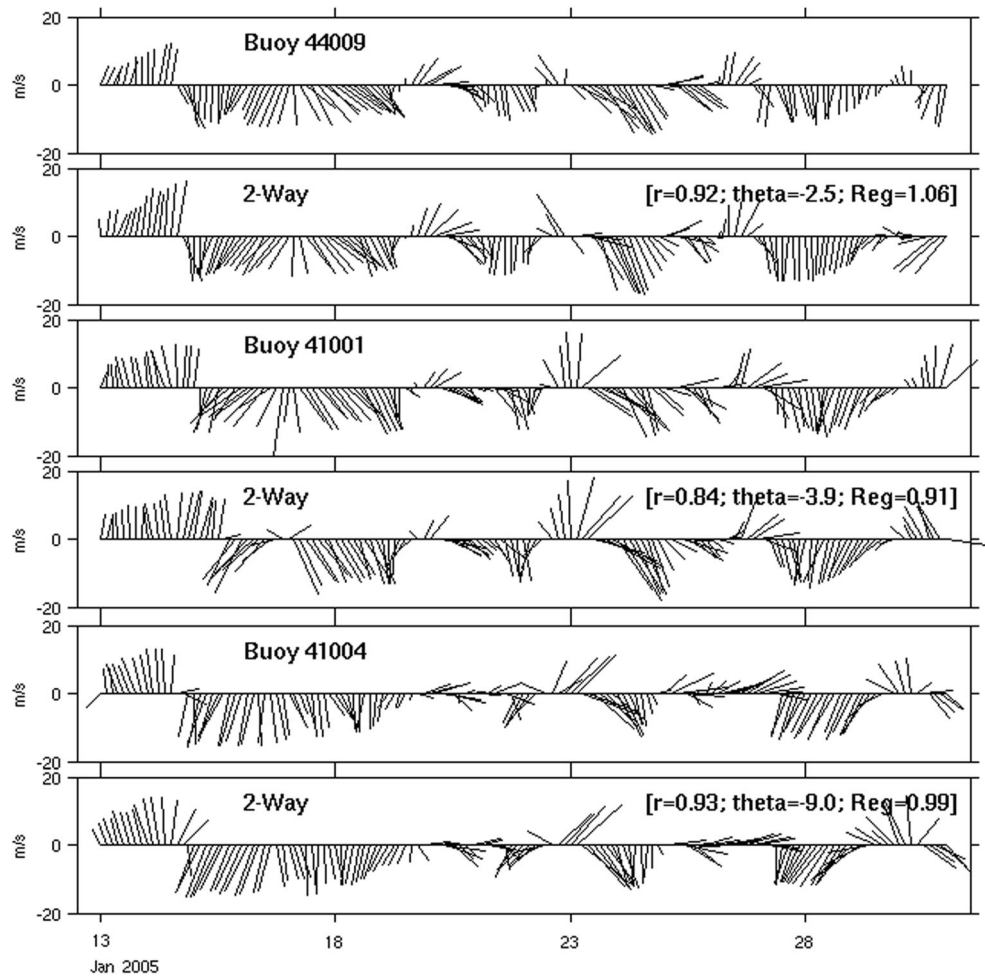 20
Buoy 44009
m/s
0
-20
20
2-Way [r=0.92; theta=-2.5; Reg=1.06]
m/s
0
-20
20
Buoy 41001
m/s
0
-20
20
2-Way [r=0.84; theta=-3.9; Reg=0.91]
m/s
0
-20
20
Buoy 41004
m/s
0
-20
20
2-Way [r=0.93; theta=-9.0; Reg=0.99]
m/s
0
-20
13 18 23 28
Jan 2005